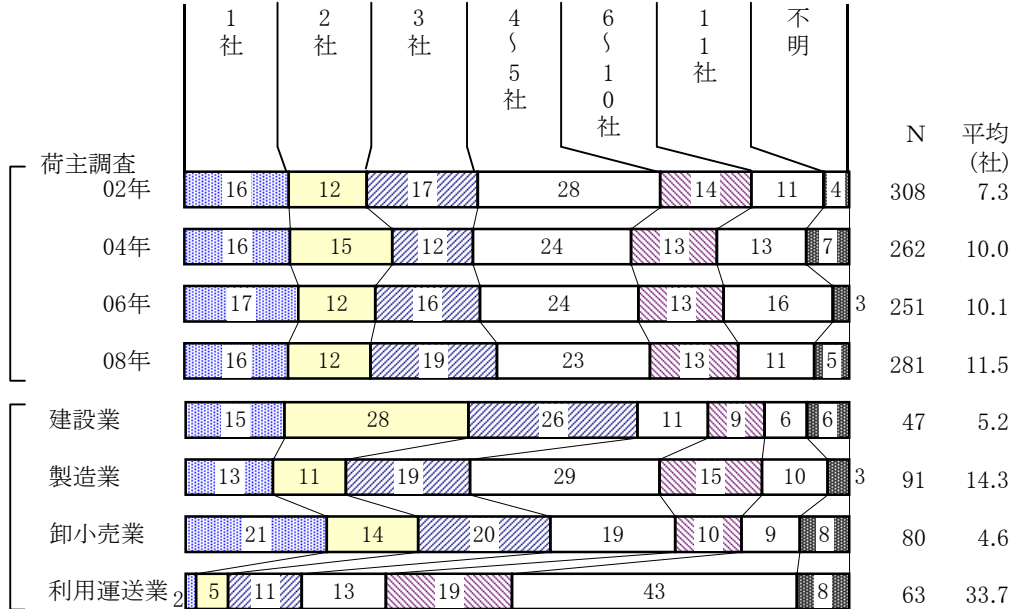 1社 2社 3社 4～5社 6～10社 11社 不明
N 平均(社)
荷主調査
02年 16 12 17 28 14 11 4 308 7.3
04年 16 15 12 24 13 13 7 262 10.0
06年 17 12 16 24 13 16 3 251 10.1
08年 16 12 19 23 13 11 5 281 11.5
建設業 15 28 26 11 9 6 6 47 5.2
製造業 13 11 19 29 15 10 3 91 14.3
卸小売業 21 14 20 19 10 9 8 80 4.6
利用運送業 2 5 11 13 19 43 8 63 33.7